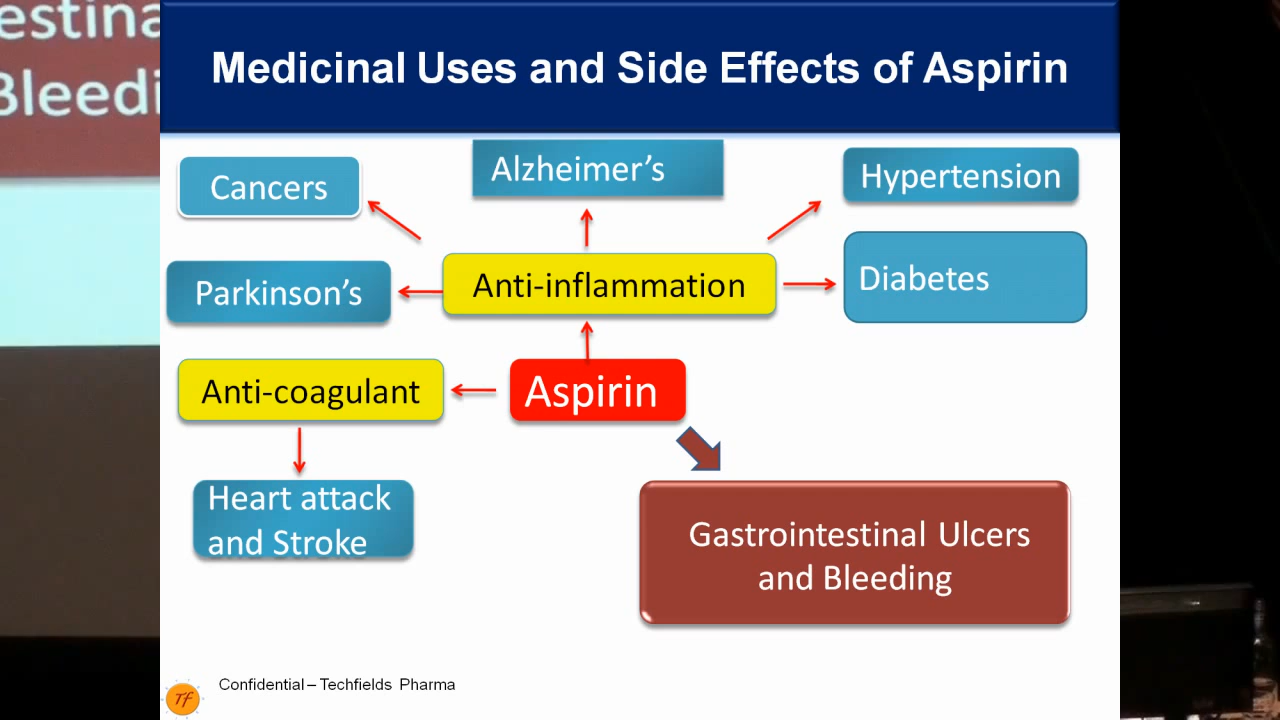 estina
Bleedi
Medicinal Uses and Side Effects of Aspirin
Cancers
Alzheimer's
Hypertension
Parkinson's
Anti-inflammation
Diabetes
Anti-coagulant
Aspirin
Heart attack
and Stroke
Gastrointestinal Ulcers
and Bleeding
TF
Confidential – Techfields Pharma